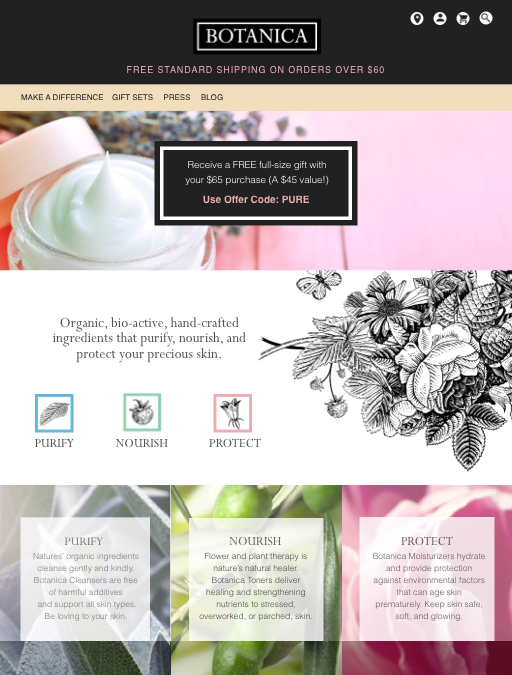 BOTANICA
FREE STANDARD SHIPPING ON ORDERS OVER $60
MAKE A DIFFERENCE GIFT SETS PRESS BLOG
Receive a FREE full-size gift with
your $65 purchase (A $45 value!)
Use Offer Code: PURE
Organic, bio-active, hand-crafted
ingredients that purify, nourish, and
protect your precious skin.
PURIFY NOURISH PROTECT
PURIFY
Natures' organic ingredients
cleanse gently and kindly.
Botanica Cleansers are free
of harmful additives
and support all skin types.
Be loving to your skin.
NOURISH
Flower and plant therapy is
nature's natural healer.
Botanica Toners deliver
healing and strengthening
nutrients to stressed,
overworked, or parched, skin.
PROTECT
Botanica Moisturizers hydrate
and provide protection
against environmental factors
that can age skin
prematurely. Keep skin safe,
soft, and glowing.